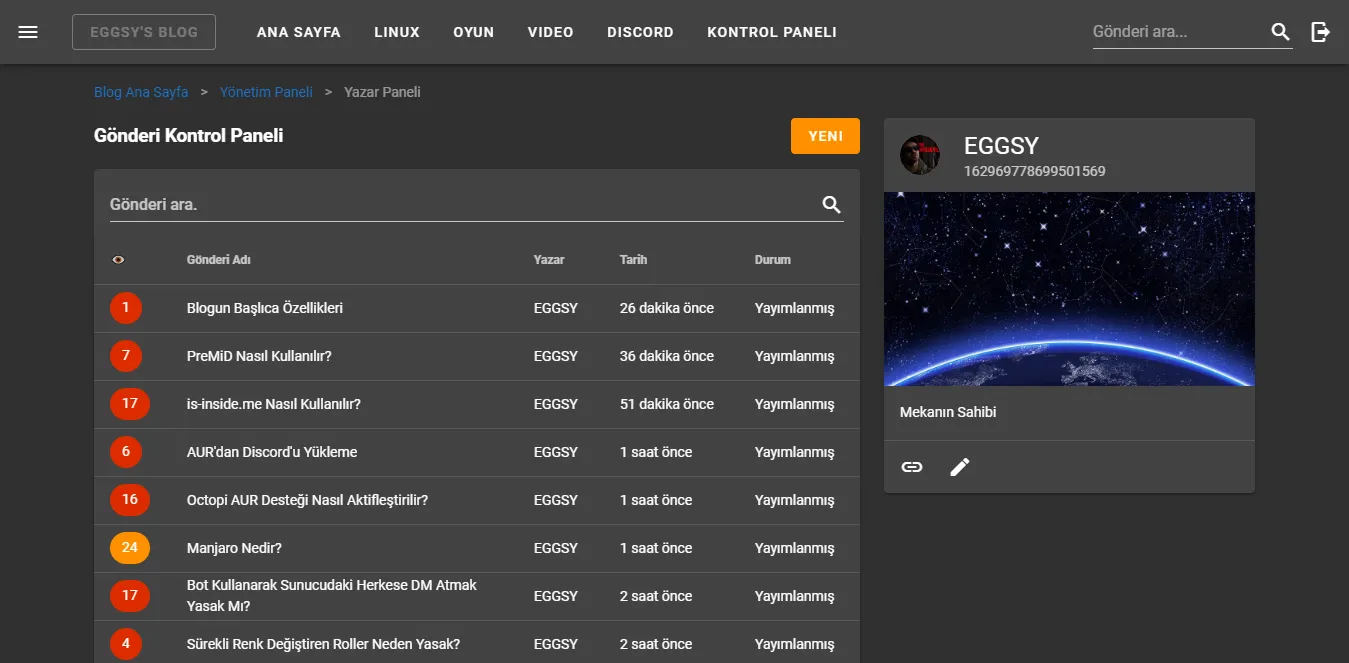 EGGSY'S BLOG ANA SAYFA LINUX OYUN VIDEO DISCORD KONTROL PANELI Gönderi ara...
Blog Ana Sayfa > Yönetim Paneli > Yazar Paneli
Gönderi Kontrol Paneli YENI
Gönderi ara.
Gönderi Adı Yazar Tarih Durum
1 Blogun Başlıca Özellikleri EGGSY 26 dakika önce Yayımlanmış
7 PreMiD Nasıl Kullanılır? EGGSY 36 dakika önce Yayımlanmış
17 is-inside.me Nasıl Kullanılır? EGGSY 51 dakika önce Yayımlanmış
6 AUR'dan Discord'u Yükleme EGGSY 1 saat önce Yayımlanmış
16 Octopi AUR Desteği Nasıl Aktifleştirilir? EGGSY 1 saat önce Yayımlanmış
24 Manjaro Nedir? EGGSY 1 saat önce Yayımlanmış
17 Bot Kullanarak Sunucudaki Herkese DM Atmak
Yasak Mı? EGGSY 2 saat önce Yayımlanmış
4 Sürekli Renk Değiştiren Roller Neden Yasak? EGGSY 2 saat önce Yayımlanmış
EGGSY
162969778699501569
Mekanın Sahibi